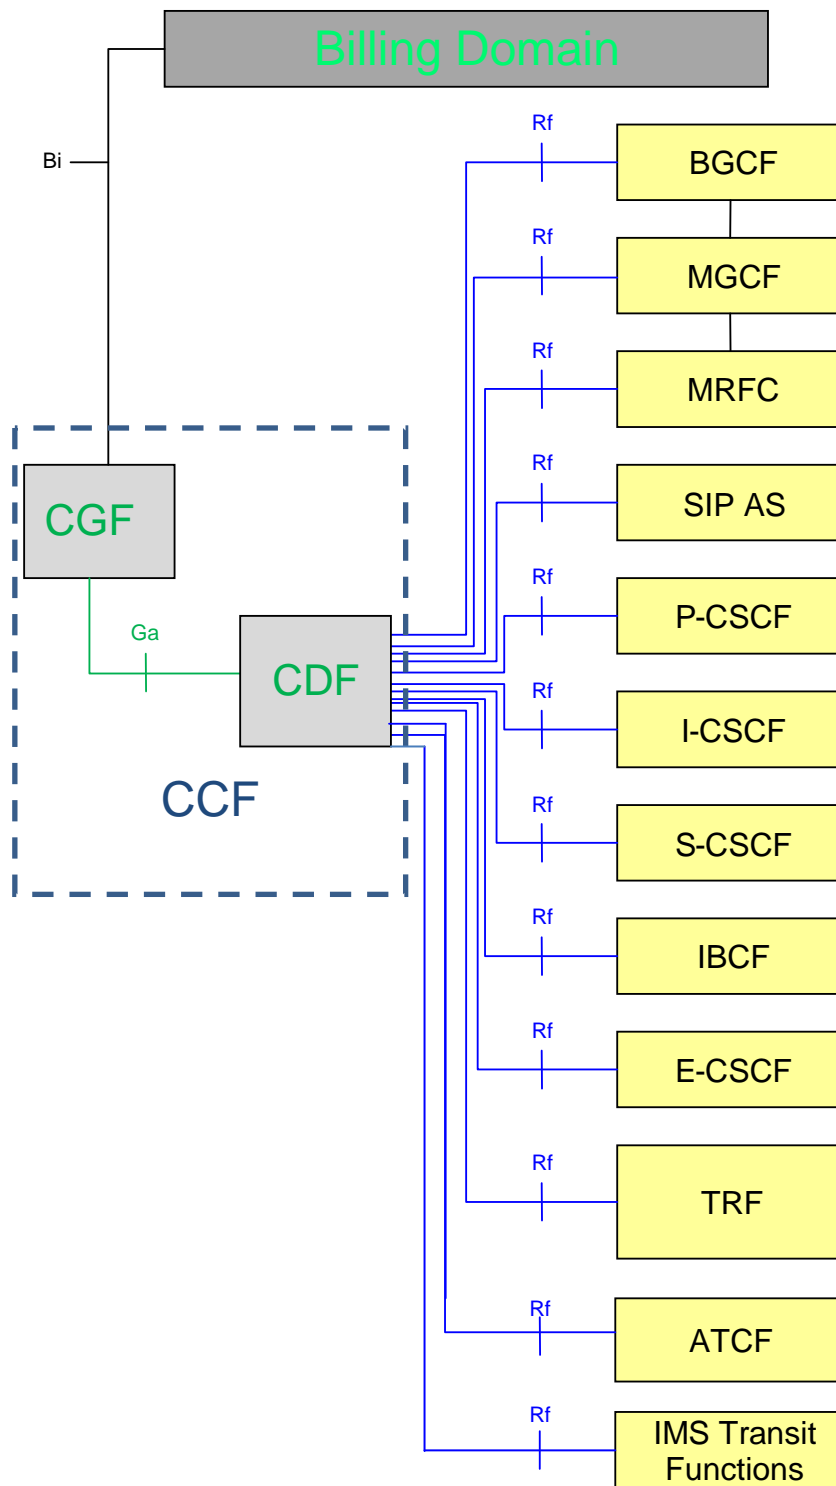 Billing Domain
Bi
Rf
BGCF
Rf
MGCF
Rf
MRFC
Rf
SIP AS
CGF
Rf
P-CSCF
Ga
CDF
Rf
I-CSCF
CCF
Rf
S-CSCF
Rf
IBCF
Rf
E-CSCF
Rf
TRF
Rf
ATCF
Rf
IMS Transit
Functions